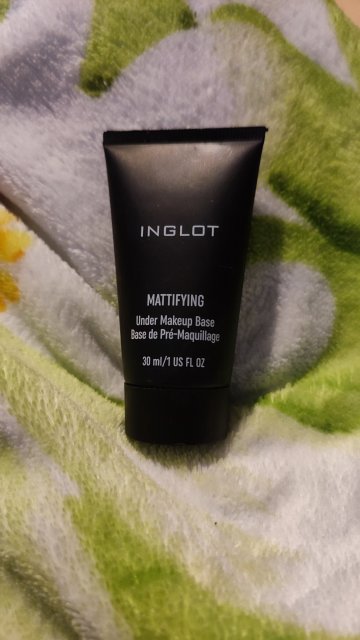 INGLOT
MATTIFYING
Under Makeup Base
Base de Pré-Maquillage
30 ml/1 US FL OZ